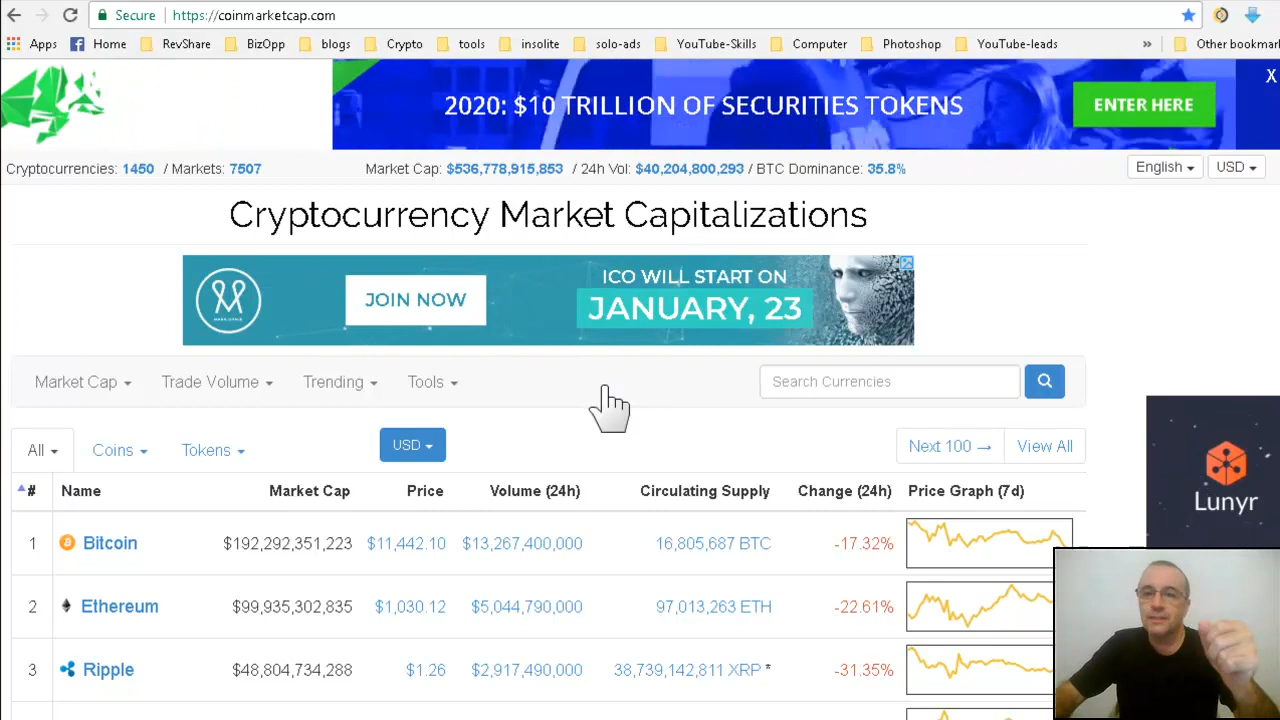 Secure
https://coinmarketcap.com
Apps
Home
RevShare
BizOpp
blogs
Crypto
tools
insolite
solo-ads
YouTube-Skills
Computer
Photoshop
YouTube-leads
»
Other bookmar
2020: $10 TRILLION OF SECURITIES TOKENS
ENTER HERE
X
Cryptocurrencies: 1450 / Markets: 7507
Market Cap: $536,778,915,853 / 24h Vol: $40,204,800,293 / BTC Dominance: 35.8%
English
USD
Cryptocurrency Market Capitalizations
JOIN NOW
ICO WILL START ON
JANUARY, 23
Market Cap
Trade Volume
Trending
Tools
Search Currencies
All
Coins
Tokens
USD
Next 100 →
View All
# Name Market Cap Price Volume (24h) Circulating Supply Change (24h) Price Graph (7d)
1 Bitcoin $192,292,351,223 $11,442.10 $13,267,400,000 16,805,687 BTC -17.32%
2 Ethereum $99,935,302,835 $1,030.12 $5,044,790,000 97,013,263 ETH -22.61%
3 Ripple $48,804,734,288 $1.26 $2,917,490,000 38,739,142,811 XRP * -31.35%
Lunyr